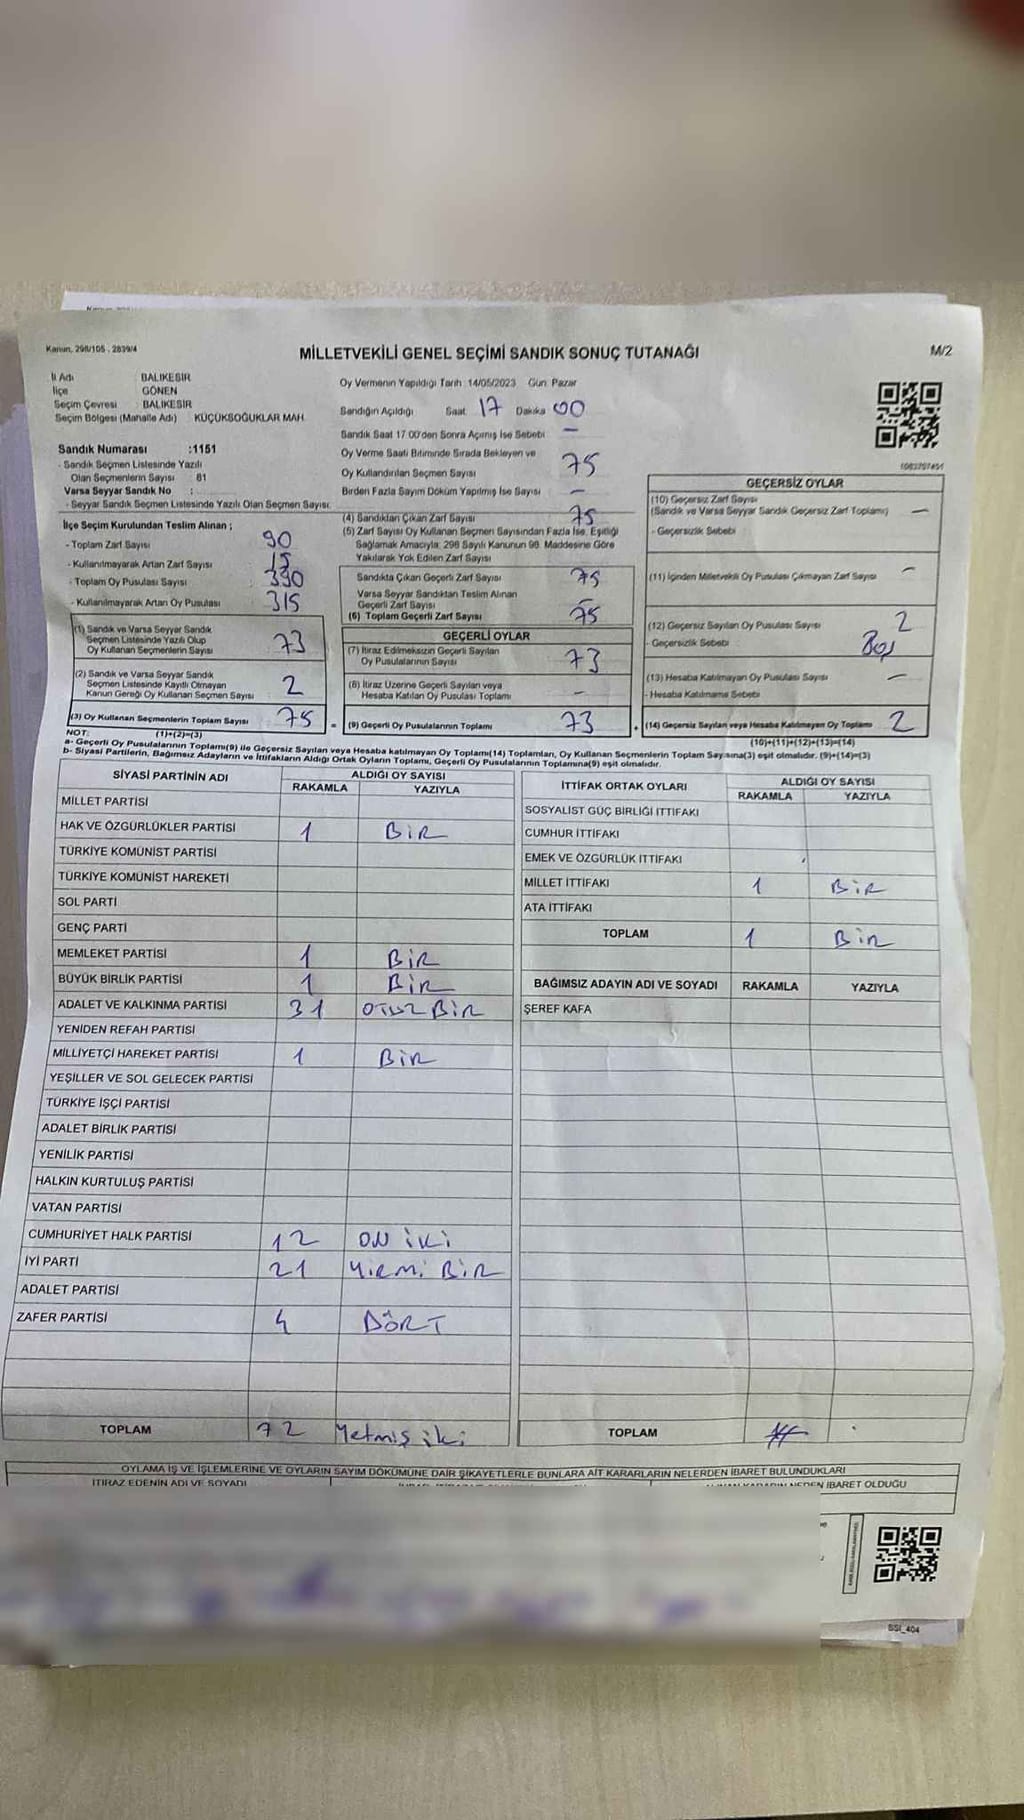 Kanun, 298/105 , 2839/4
MİLLETVEKİLİ GENEL SEÇİMİ SANDIK SONUÇ TUTANAĞI
M/2
İl Adı BALIKESİR
İlçe GÖNEN
Seçim Çevresi BALIKESİR
Seçim Bölgesi (Mahalle Adı) KÜÇÜKSOĞUKLAR MAH.
Sandık Numarası :1151
- Sandık Seçmen Listesinde Yazılı
Olan Seçmenlerin Sayısı 81
Varsa Seyyar Sandık No :
- Seyyar Sandık Seçmen Listesinde Yazılı Olan Seçmen Sayısı:
İlçe Seçim Kurulundan Teslim Alınan ;
- Toplam Zarf Sayısı 90
- Kullanılmayarak Artan Zarf Sayısı 15
- Toplam Oy Pusulası Sayısı 390
- Kullanılmayarak Artan Oy Pusulası 315
(1) Sandık ve Varsa Seyyar Sandık
Seçmen Listesinde Yazılı Olup
Oy Kullanan Seçmenlerin Sayısı 73
(2) Sandık ve Varsa Seyyar Sandık
Seçmen Listesinde Kayıtlı Olmayan
Kanun Gereği Oy Kullanan Seçmen Sayısı 2
(3) Oy Kullanan Seçmenlerin Toplam Sayısı 75
(1)+(2)=(3)
Oy Vermenin Yapıldığı Tarih :14/05/2023 Gün: Pazar
Sandığın Açıldığı Saat 17 Dakika 00
Sandık Saat 17.00'den Sonra Açımış İse Sebebi –
Oy Verme Saati Bitiminde Sırada Bekleyen ve
Oy Kullandırılan Seçmen Sayısı 75
Birden Fazla Sayım Döküm Yapılmış İse Sayısı –
(4) Sandıktan Çıkan Zarf Sayısı 75
(5) Zarf Sayısı Oy Kullanan Seçmen Sayısından Fazla İse, Eşitliği
Sağlamak Amacıyla; 298 Sayılı Kanunun 98. Maddesine Göre
Yakılarak Yok Edilen Zarf Sayısı
Sandıkta Çıkan Geçerli Zarf Sayısı 75
Varsa Seyyar Sandıktan Teslim Alınan
Geçerli Zarf Sayısı –
(6) Toplam Geçerli Zarf Sayısı 75
GEÇERLİ OYLAR
(7) İtiraz Edilmeksizin Geçerli Sayılan
Oy Pusulalarının Sayısı 73
(8) İtiraz Üzerine Geçerli Sayılan veya
Hesaba Katılan Oy Pusulası Toplamı –
= (9) Geçerli Oy Pusulalarının Toplamı 73
1083707451
GEÇERSİZ OYLAR
(10) Geçersiz Zarf Sayısı
(Sandık ve Varsa Seyyar Sandık Geçersiz Zarf Toplamı) –
- Geçersizlik Sebebi
(11) İçinden Milletvekili Oy Pusulası Çıkmayan Zarf Sayısı –
(12) Geçersiz Sayılan Oy Pusulası Sayısı 2
- Geçersizlik Sebebi Boş
(13) Hesaba Katılmayan Oy Pusulası Sayısı –
- Hesaba Katılmama Sebebi
+ (14) Geçersiz Sayılan veya Hesaba Katılmayan Oy Toplamı 2
(10)+(11)+(12)+(13)=(14)
NOT:
a- Geçerli Oy Pusulalarının Toplamı(9) ile Geçersiz Sayılan veya Hesaba katılmayan Oy Toplamı(14) Toplamları, Oy Kullanan Seçmenlerin Toplam Sayısına(3) eşit olmalıdır. (9)+(14)=(3)
b- Siyasi Partilerin, Bağımsız Adayların ve İttifakların Aldığı Ortak Oyların Toplamı, Geçerli Oy Pusulalarının Toplamına(9) eşit olmalıdır.
SİYASİ PARTİNİN ADI ALDIĞI OY SAYISI
RAKAMLA YAZIYLA
MİLLET PARTİSİ
HAK VE ÖZGÜRLÜKLER PARTİSİ 1 BİR
TÜRKİYE KOMÜNİST PARTİSİ
TÜRKİYE KOMÜNİST HAREKETİ
SOL PARTİ
GENÇ PARTİ
MEMLEKET PARTİSİ 1 BİR
BÜYÜK BİRLİK PARTİSİ 1 BİR
ADALET VE KALKINMA PARTİSİ 31 OTUZ BİR
YENİDEN REFAH PARTİSİ
MİLLİYETÇİ HAREKET PARTİSİ 1 BİR
YEŞİLLER VE SOL GELECEK PARTİSİ
TÜRKİYE İŞÇİ PARTİSİ
ADALET BİRLİK PARTİSİ
YENİLİK PARTİSİ
HALKIN KURTULUŞ PARTİSİ
VATAN PARTİSİ
CUMHURİYET HALK PARTİSİ 12 ON İKİ
İYİ PARTİ 21 YİRMİ BİR
ADALET PARTİSİ
ZAFER PARTİSİ 4 DÖRT
TOPLAM 72 Yetmiş iki
İTTİFAK ORTAK OYLARI ALDIĞI OY SAYISI
RAKAMLA YAZIYLA
SOSYALİST GÜÇ BİRLİĞİ İTTİFAKI
CUMHUR İTTİFAKI
EMEK VE ÖZGÜRLÜK İTTİFAKI
MİLLET İTTİFAKI 1 BİR
ATA İTTİFAKI
TOPLAM 1 BİR
BAĞIMSIZ ADAYIN ADI VE SOYADI RAKAMLA YAZIYLA
ŞEREF KAFA
TOPLAM
OYLAMA İŞ VE İŞLEMLERİNE VE OYLARIN SAYIM DÖKÜMÜNE DAİR ŞİKAYETLERLE BUNLARA AİT KARARLARIN NELERDEN İBARET BULUNDUKLARI
İTİRAZ EDENİN ADI VE SOYADI
NEDEN İBARET OLDUĞU
SSI_404